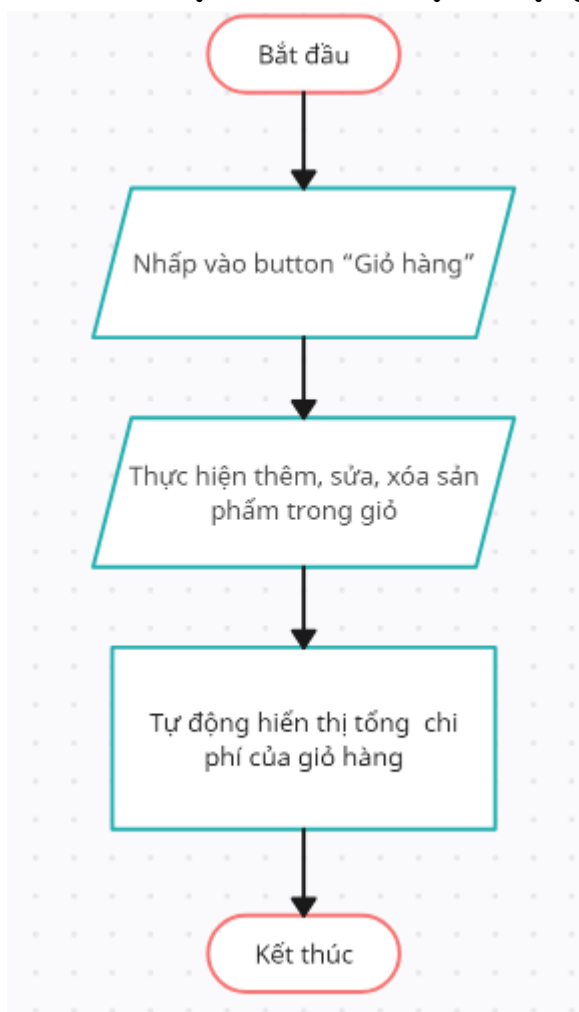 Bắt đầu
Nhấp vào button “Giỏ hàng”
Thực hiện thêm, sửa, xóa sản
phẩm trong giỏ
Tự động hiển thị tổng chi
phí của giỏ hàng
Kết thúc